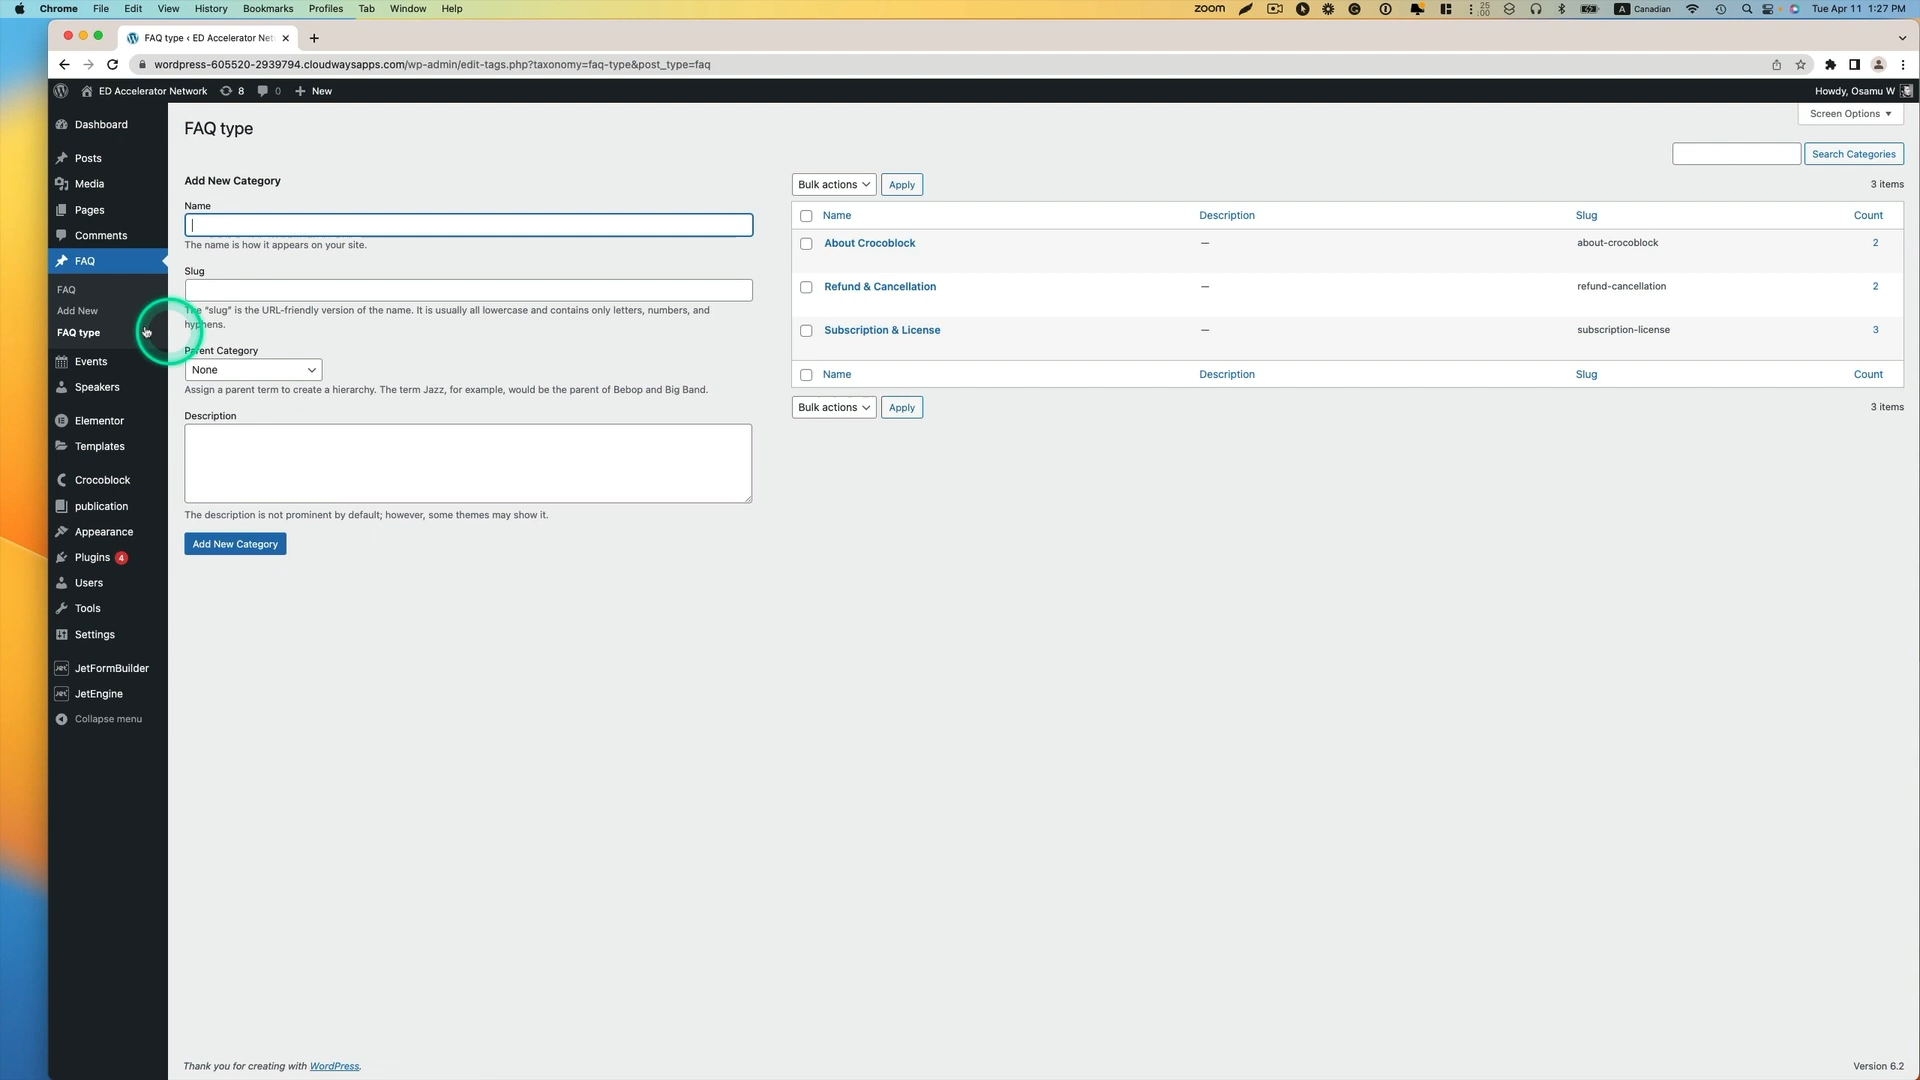 Chrome File Edit View History Bookmarks Profiles Tab Window Help zoom 25 :00 A Canadian Tue Apr 11 1:27 PM
FAQ type ‹ ED Accelerator Net
wordpress-605520-2939794.cloudwaysapps.com/wp-admin/edit-tags.php?taxonomy=faq-type&post_type=faq
ED Accelerator Network 8 0 New Howdy, Osamu W
Dashboard
Posts
Media
Pages
Comments
FAQ
FAQ
Add New
FAQ type
Events
Speakers
Elementor
Templates
Crocoblock
publication
Appearance
Plugins 4
Users
Tools
Settings
Jet JetFormBuilder
Jet JetEngine
Collapse menu
FAQ type
Screen Options
Search Categories
Add New Category
Name
The name is how it appears on your site.
Slug
The “slug” is the URL-friendly version of the name. It is usually all lowercase and contains only letters, numbers, and
hyphens.
Parent Category
None
Assign a parent term to create a hierarchy. The term Jazz, for example, would be the parent of Bebop and Big Band.
Description
The description is not prominent by default; however, some themes may show it.
Add New Category
Bulk actions Apply 3 items
Name Description Slug Count
About Crocoblock — about-crocoblock 2
Refund & Cancellation — refund-cancellation 2
Subscription & License — subscription-license 3
Name Description Slug Count
Bulk actions Apply 3 items
Thank you for creating with WordPress. Version 6.2